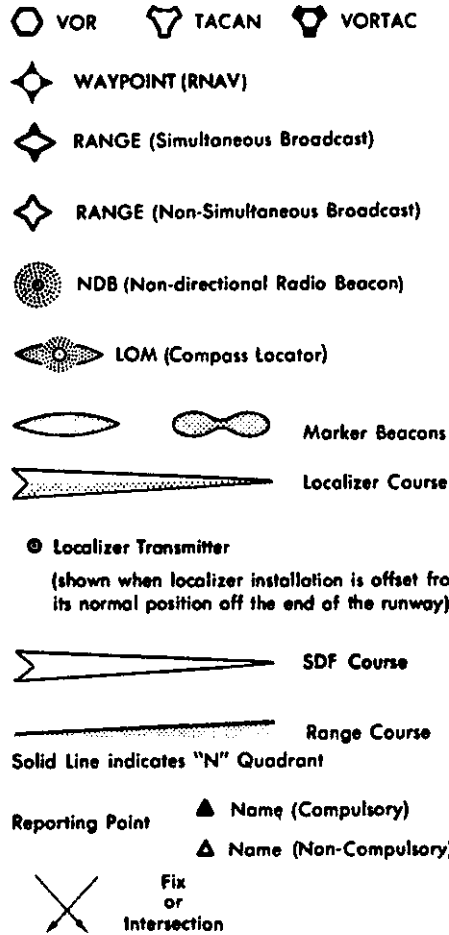 VOR TACAN VORTAC
WAYPOINT (RNAV)
RANGE (Simultaneous Broadcast)
RANGE (Non-Simultaneous Broadcast)
NDB (Non-directional Radio Beacon)
LOM (Compass Locator)
Marker Beacons
Localizer Course
Localizer Transmitter
(shown when localizer installation is offset fro
its normal position off the end of the runway)
SDF Course
Range Course
Solid Line indicates "N" Quadrant
Reporting Point
Name (Compulsory)
Name (Non-Compulsory)
Fix
or
Intersection